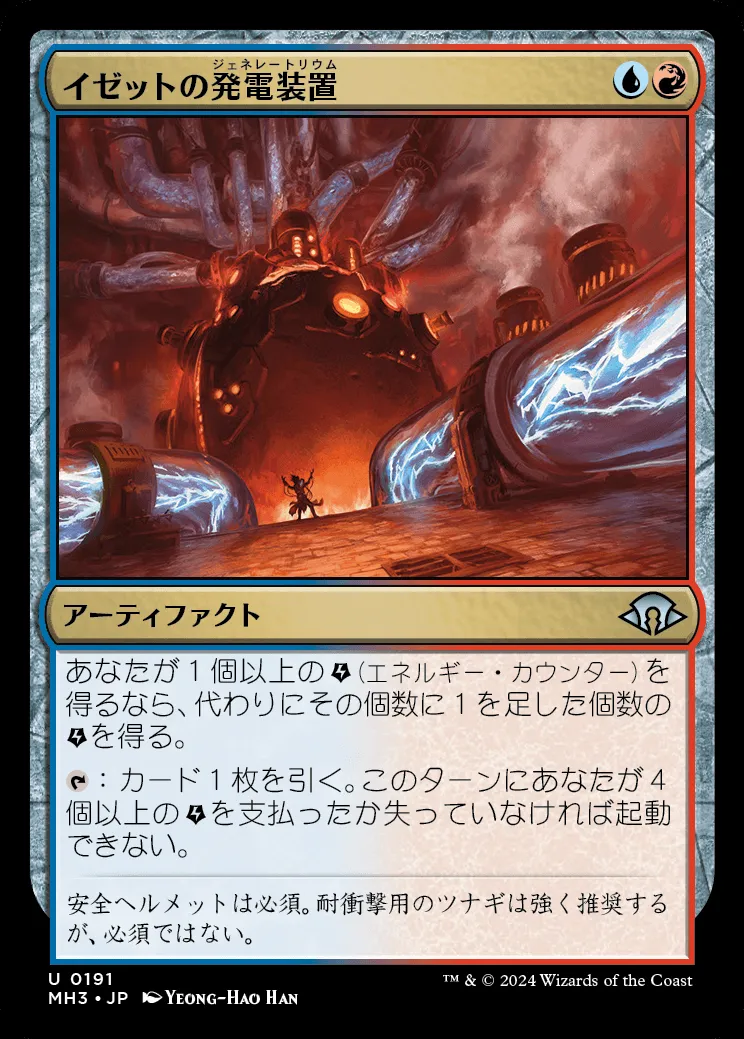 ジェネレートリウム
イゼットの発電装置
アーティファクト
あなたが1個以上の(エネルギー・カウンター)を
得るなら、代わりにその個数に1を足した個数の
を得る。
:カード1枚を引く。このターンにあなたが4
個以上のを支払ったか失っていなければ起動
できない。
安全ヘルメットは必須。耐衝撃用のツナギは強く推奨する
が、必須ではない。
U 0191
MH3 • JP Yeong-Hao Han
™ & © 2024 Wizards of the Coast